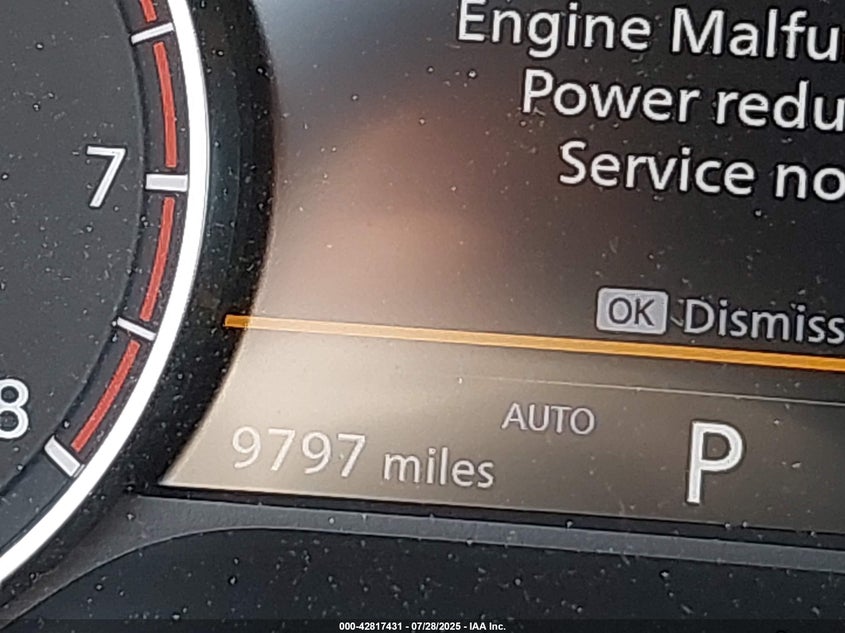 Engine Malfu
Power redu
Service no
7
OK Dismiss
8
AUTO
P
9797 miles
000-42817431 - 07/28/2025 - IAA Inc.